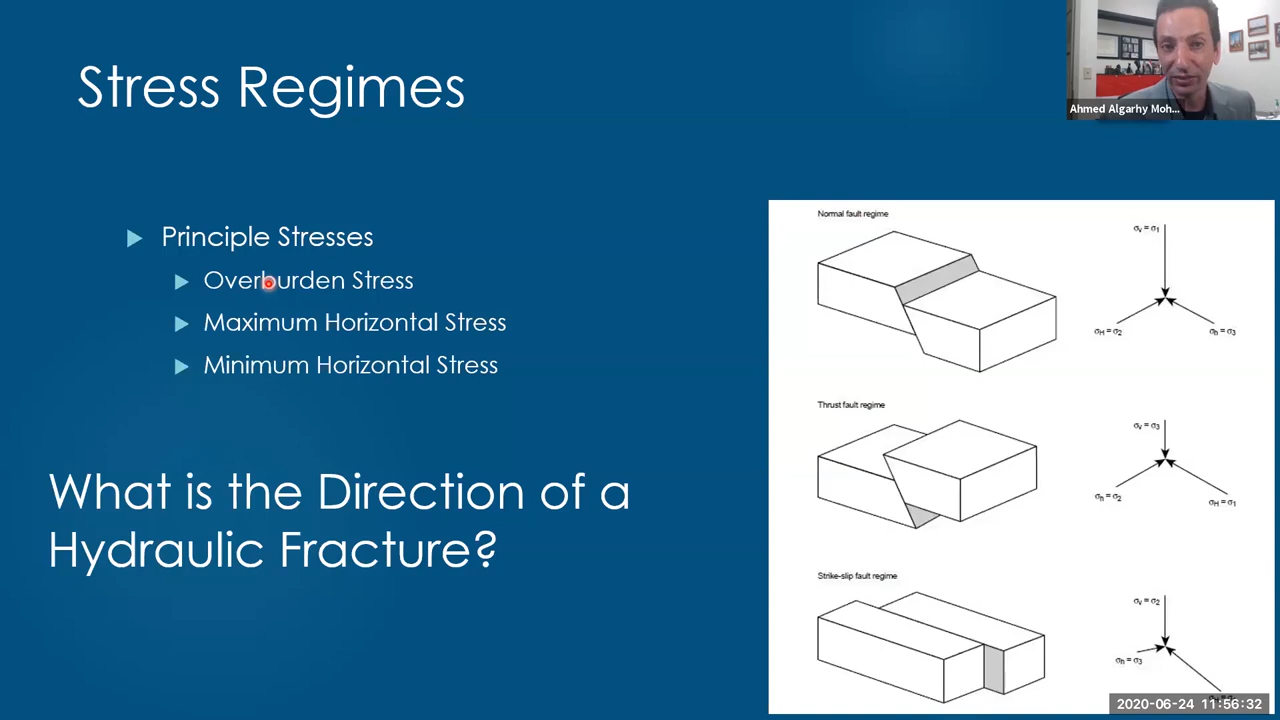 Stress Regimes
Ahmed Algarhy Moh...
Principle Stresses
Overburden Stress
Maximum Horizontal Stress
Minimum Horizontal Stress
What is the Direction of a
Hydraulic Fracture?
Normal fault regime
σv = σ1
σH = σ2
σh = σ3
Thrust fault regime
σv = σ3
σh = σ2
σH = σ1
Strike-slip fault regime
σv = σ2
σh = σ3
2020-06-24 11:56:32